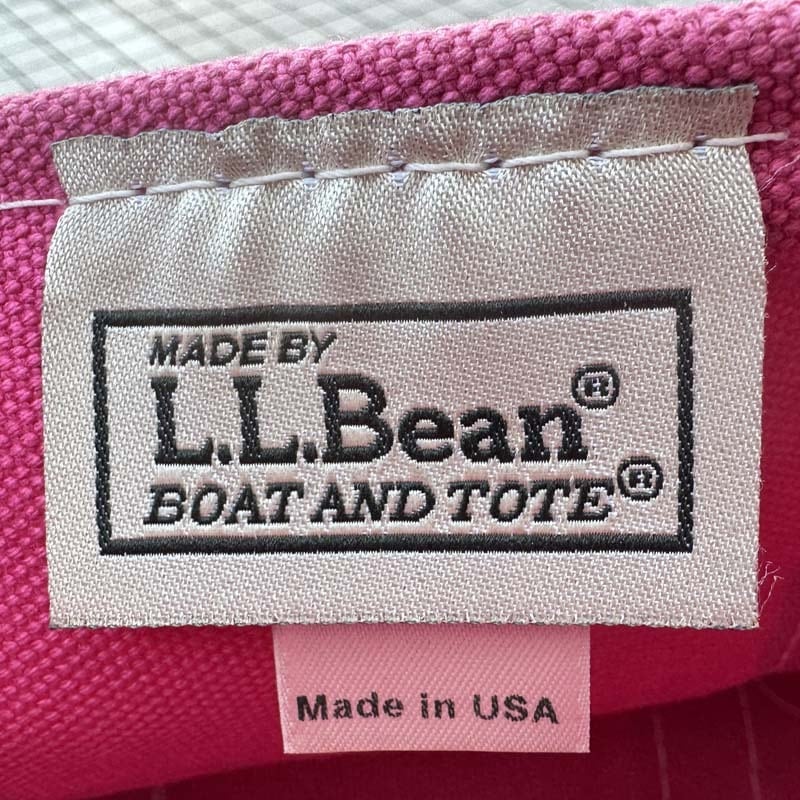 MADE BY
L.L.Bean®
BOAT AND TOTE®
Made in USA